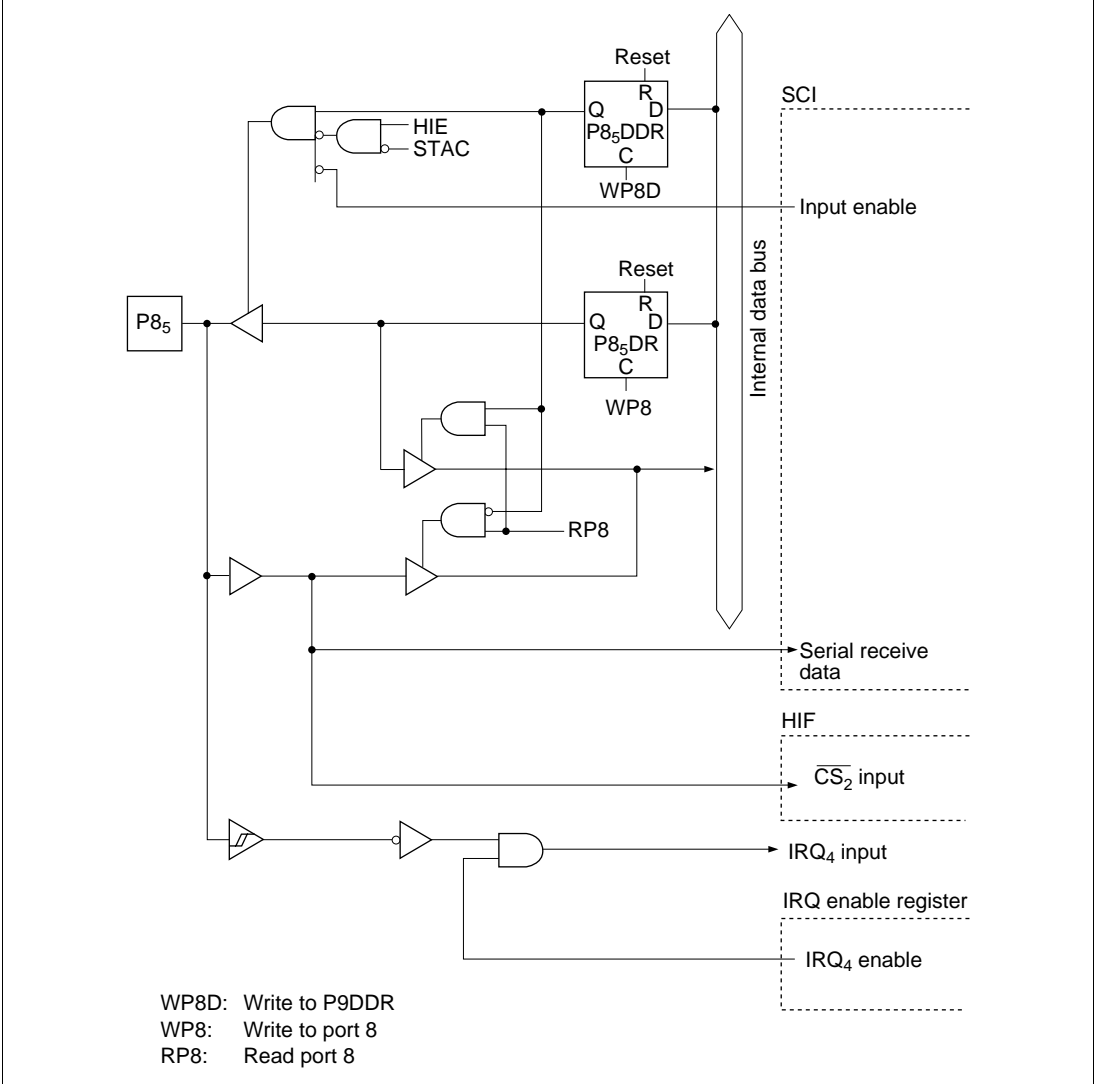 Reset
SCI
R
Q D
HIE
P8₅DDR
STAC
C
WP8D
Input enable
Internal data bus
Reset
R
P8₅
Q D
P8₅DR
C
WP8
RP8
Serial receive
data
HIF
C̅S̅₂ input
IRQ₄ input
IRQ enable register
IRQ₄ enable
WP8D: Write to P9DDR
WP8: Write to port 8
RP8: Read port 8